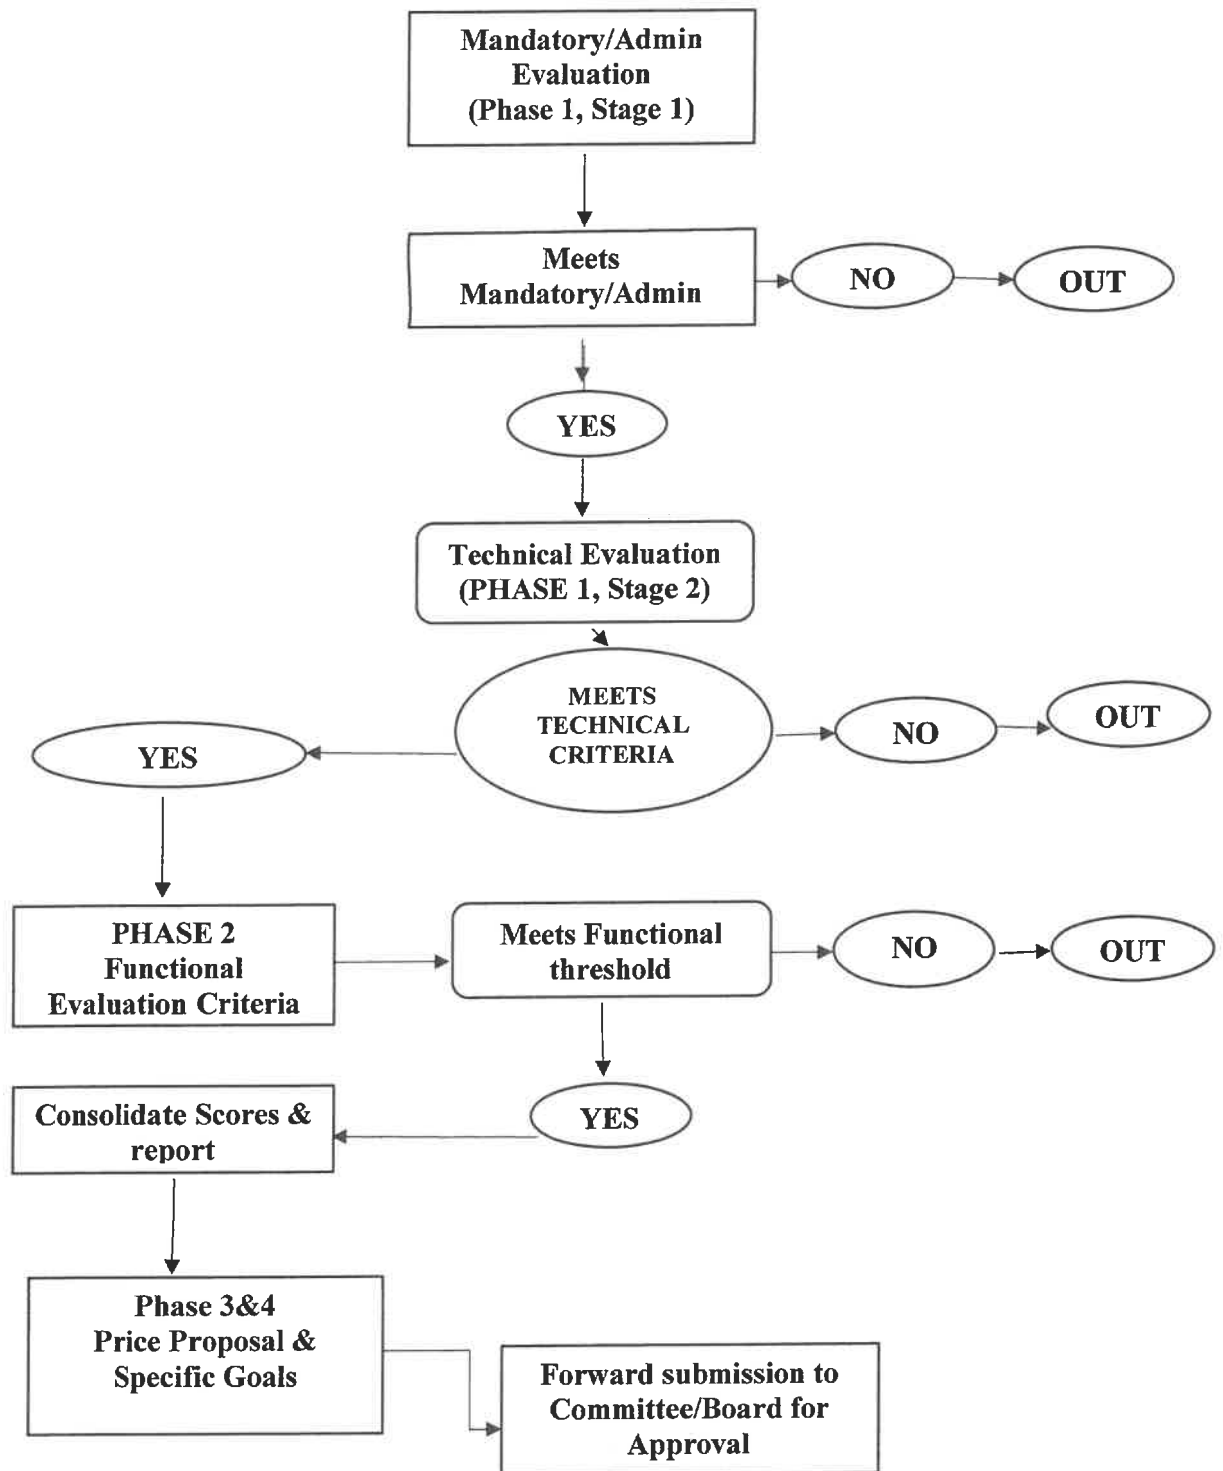 Mandatory/Admin
Evaluation
(Phase 1, Stage 1)
Meets
Mandatory/Admin
NO
OUT
YES
Technical Evaluation
(PHASE 1, Stage 2)
MEETS
TECHNICAL
CRITERIA
NO
OUT
YES
PHASE 2
Functional
Evaluation Criteria
Meets Functional
threshold
NO
OUT
YES
Consolidate Scores &
report
Phase 3&4
Price Proposal &
Specific Goals
Forward submission to
Committee/Board for
Approval